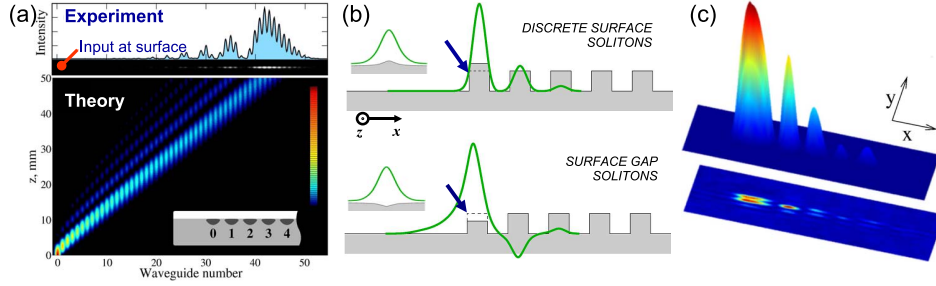 (a)
Experiment
Intensity
Input at surface
Theory
z, mm
50
40
30
20
10
0
0 1 2 3 4
0 10 20 30 40 50
Waveguide number
(b)
DISCRETE SURFACE
SOLITONS
z x
SURFACE GAP
SOLITONS
(c)
y
x